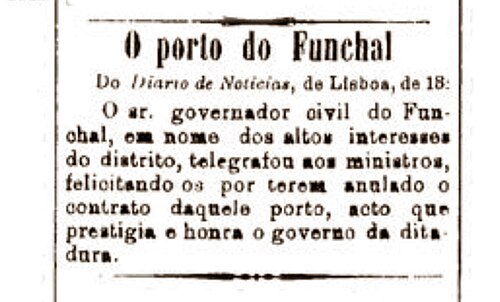 O porto do Funchal
Do Diario de Noticias, de Lisboa, de 18:
O sr. governador civil do Fun-
chal, em nome dos altos interesses
do distrito, telegrafou aos ministros,
felicitando os por terem anulado o
contrato daquele porto, acto que
prestigia e honra o governo da dita-
dura.